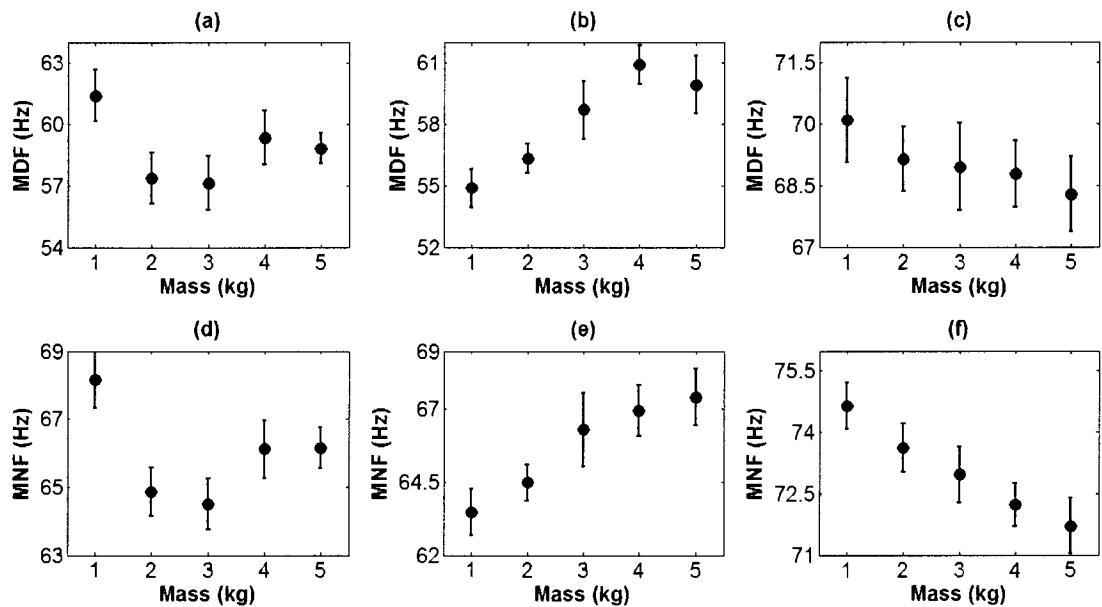 (a)
63
60
57
54
MDF (Hz)
1 2 3 4 5
Mass (kg)
(b)
61
58
55
52
MDF (Hz)
1 2 3 4 5
Mass (kg)
(c)
71.5
70
68.5
67
MDF (Hz)
1 2 3 4 5
Mass (kg)
(d)
69
67
65
63
MNF (Hz)
1 2 3 4 5
Mass (kg)
(e)
69
67
64.5
62
MNF (Hz)
1 2 3 4 5
Mass (kg)
(f)
75.5
74
72.5
71
MNF (Hz)
1 2 3 4 5
Mass (kg)